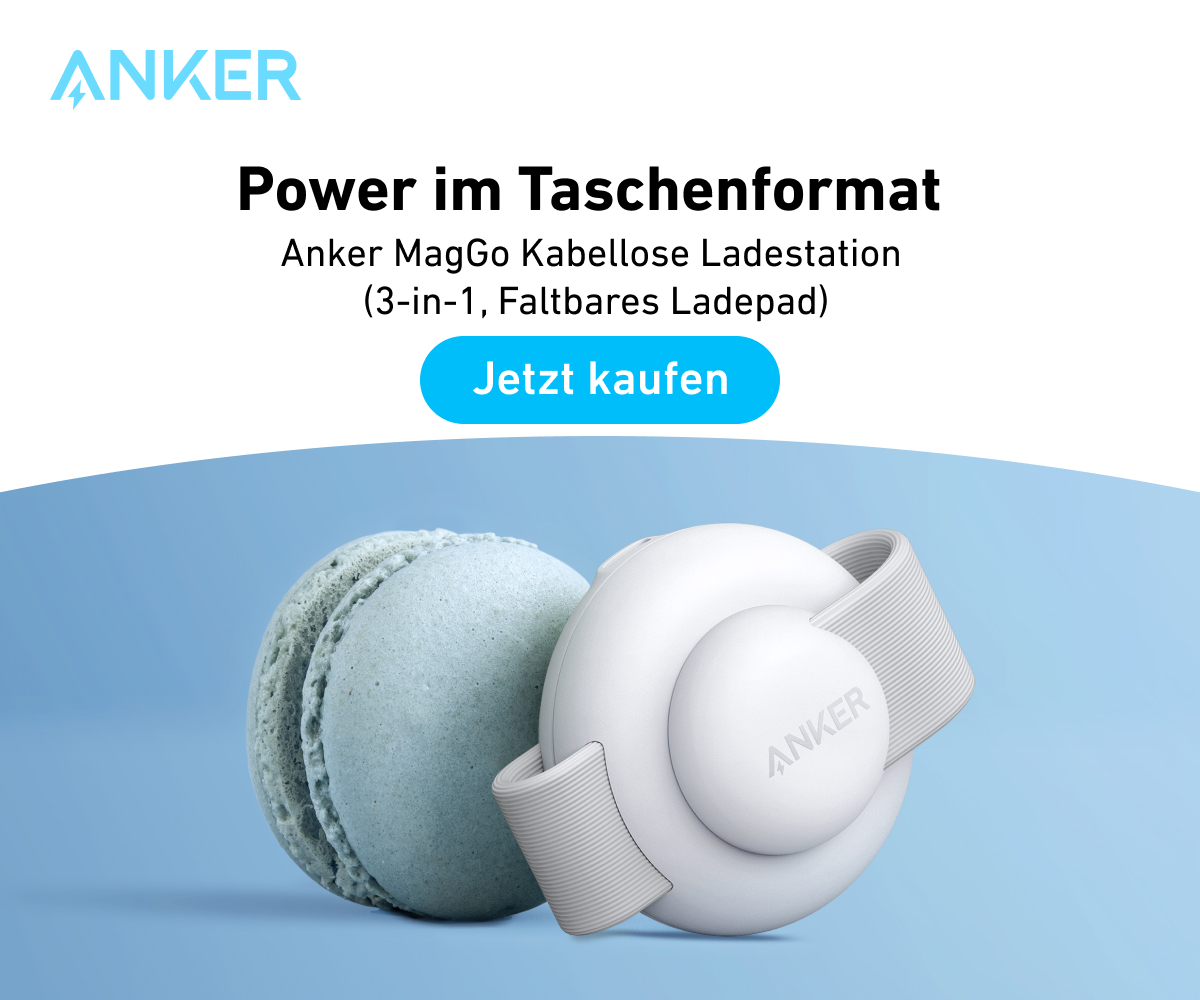 ANKER
Power im Taschenformat
Anker MagGo Kabellose Ladestation
(3-in-1, Faltbares Ladepad)
Jetzt kaufen
ANKER